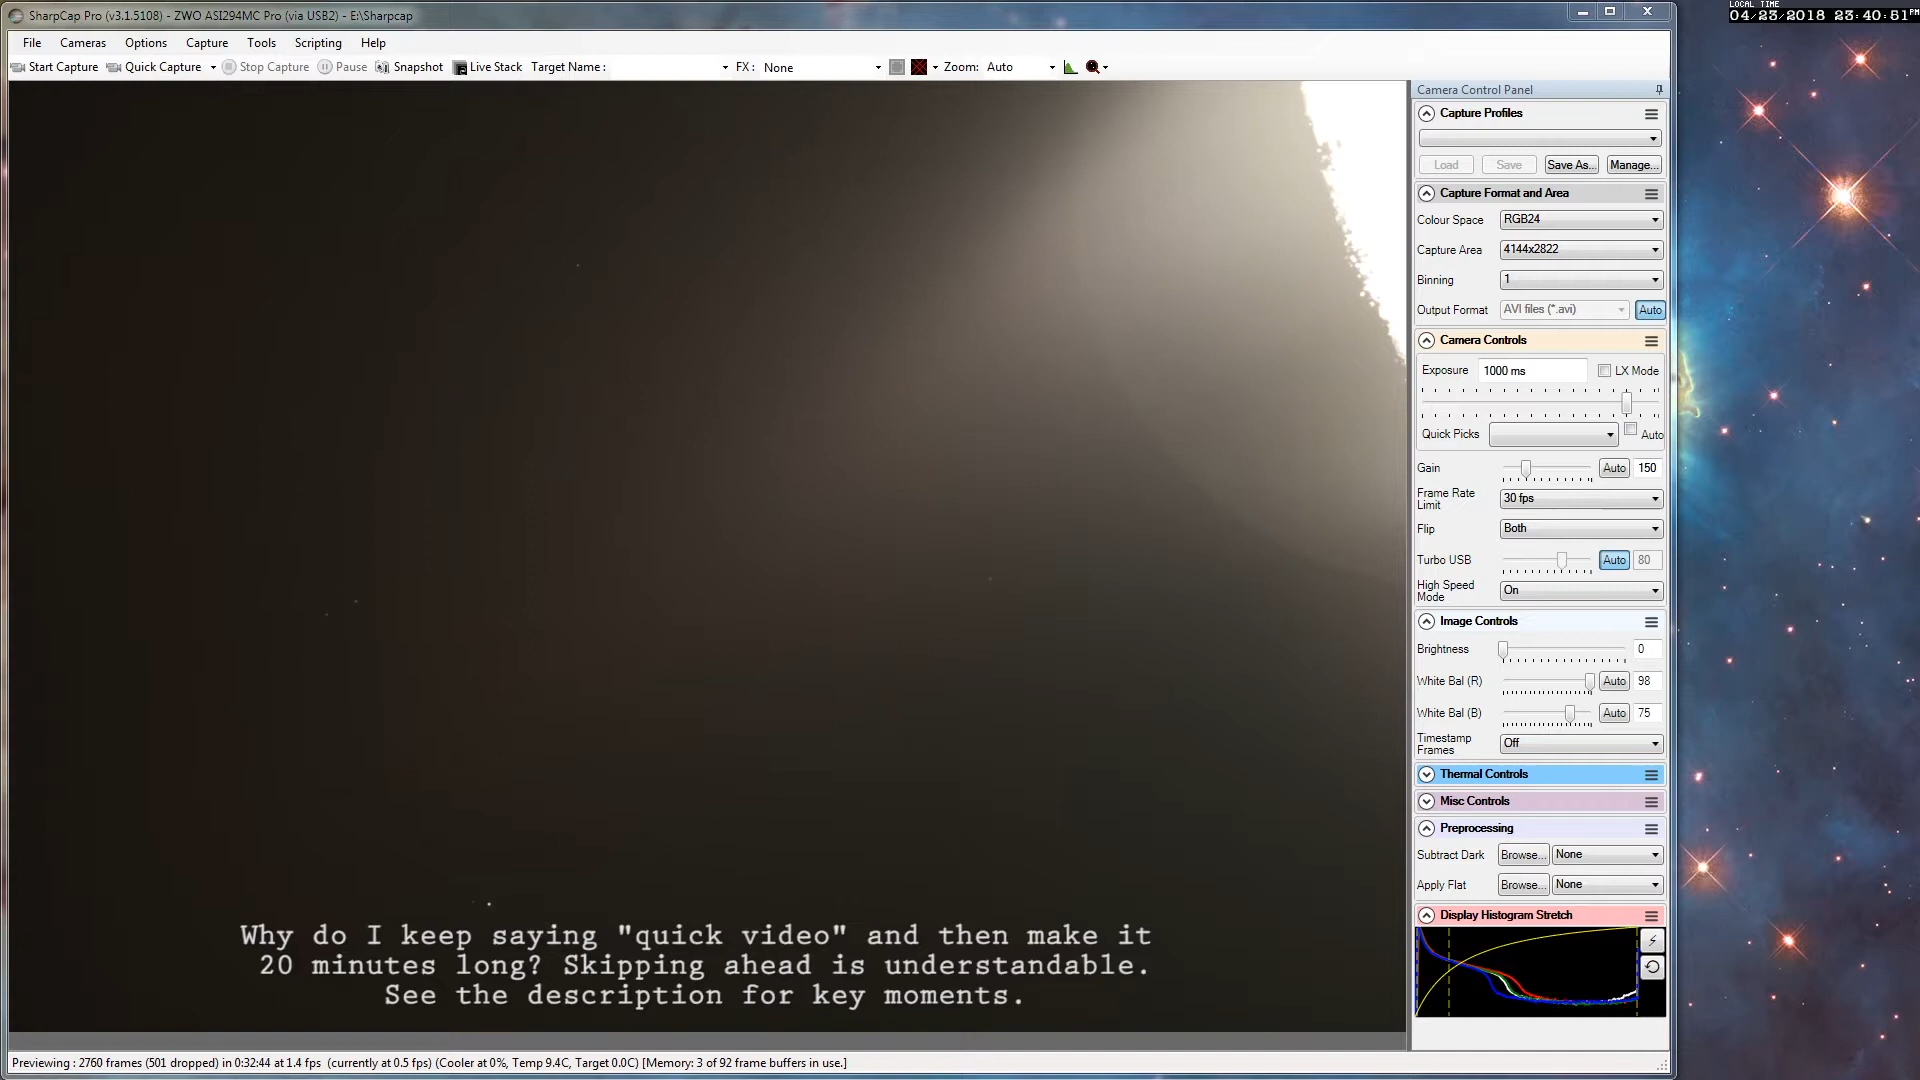 LOCAL TIME
04/23/2018 23:40:51PM
SharpCap Pro (v3.1.5108) - ZWO ASI294MC Pro (via USB2) - E:\Sharpcap
File Cameras Options Capture Tools Scripting Help
Start Capture Quick Capture Stop Capture Pause Snapshot Live Stack Target Name : FX : None Zoom: Auto
Camera Control Panel
Capture Profiles
Load Save Save As... Manage...
Capture Format and Area
Colour Space RGB24
Capture Area 4144x2822
Binning 1
Output Format AVI files (*.avi) Auto
Camera Controls
Exposure 1000 ms LX Mode
Quick Picks Auto
Gain Auto 150
Frame Rate Limit 30 fps
Flip Both
Turbo USB Auto 80
High Speed Mode On
Image Controls
Brightness 0
White Bal (R) Auto 98
White Bal (B) Auto 75
Timestamp Frames Off
Thermal Controls
Misc Controls
Preprocessing
Subtract Dark Browse... None
Apply Flat Browse... None
Display Histogram Stretch
Why do I keep saying "quick video" and then make it
20 minutes long? Skipping ahead is understandable.
See the description for key moments.
Previewing : 2760 frames (501 dropped) in 0:32:44 at 1.4 fps (currently at 0.5 fps) (Cooler at 0%, Temp 9.4C, Target 0.0C) [Memory: 3 of 92 frame buffers in use.]